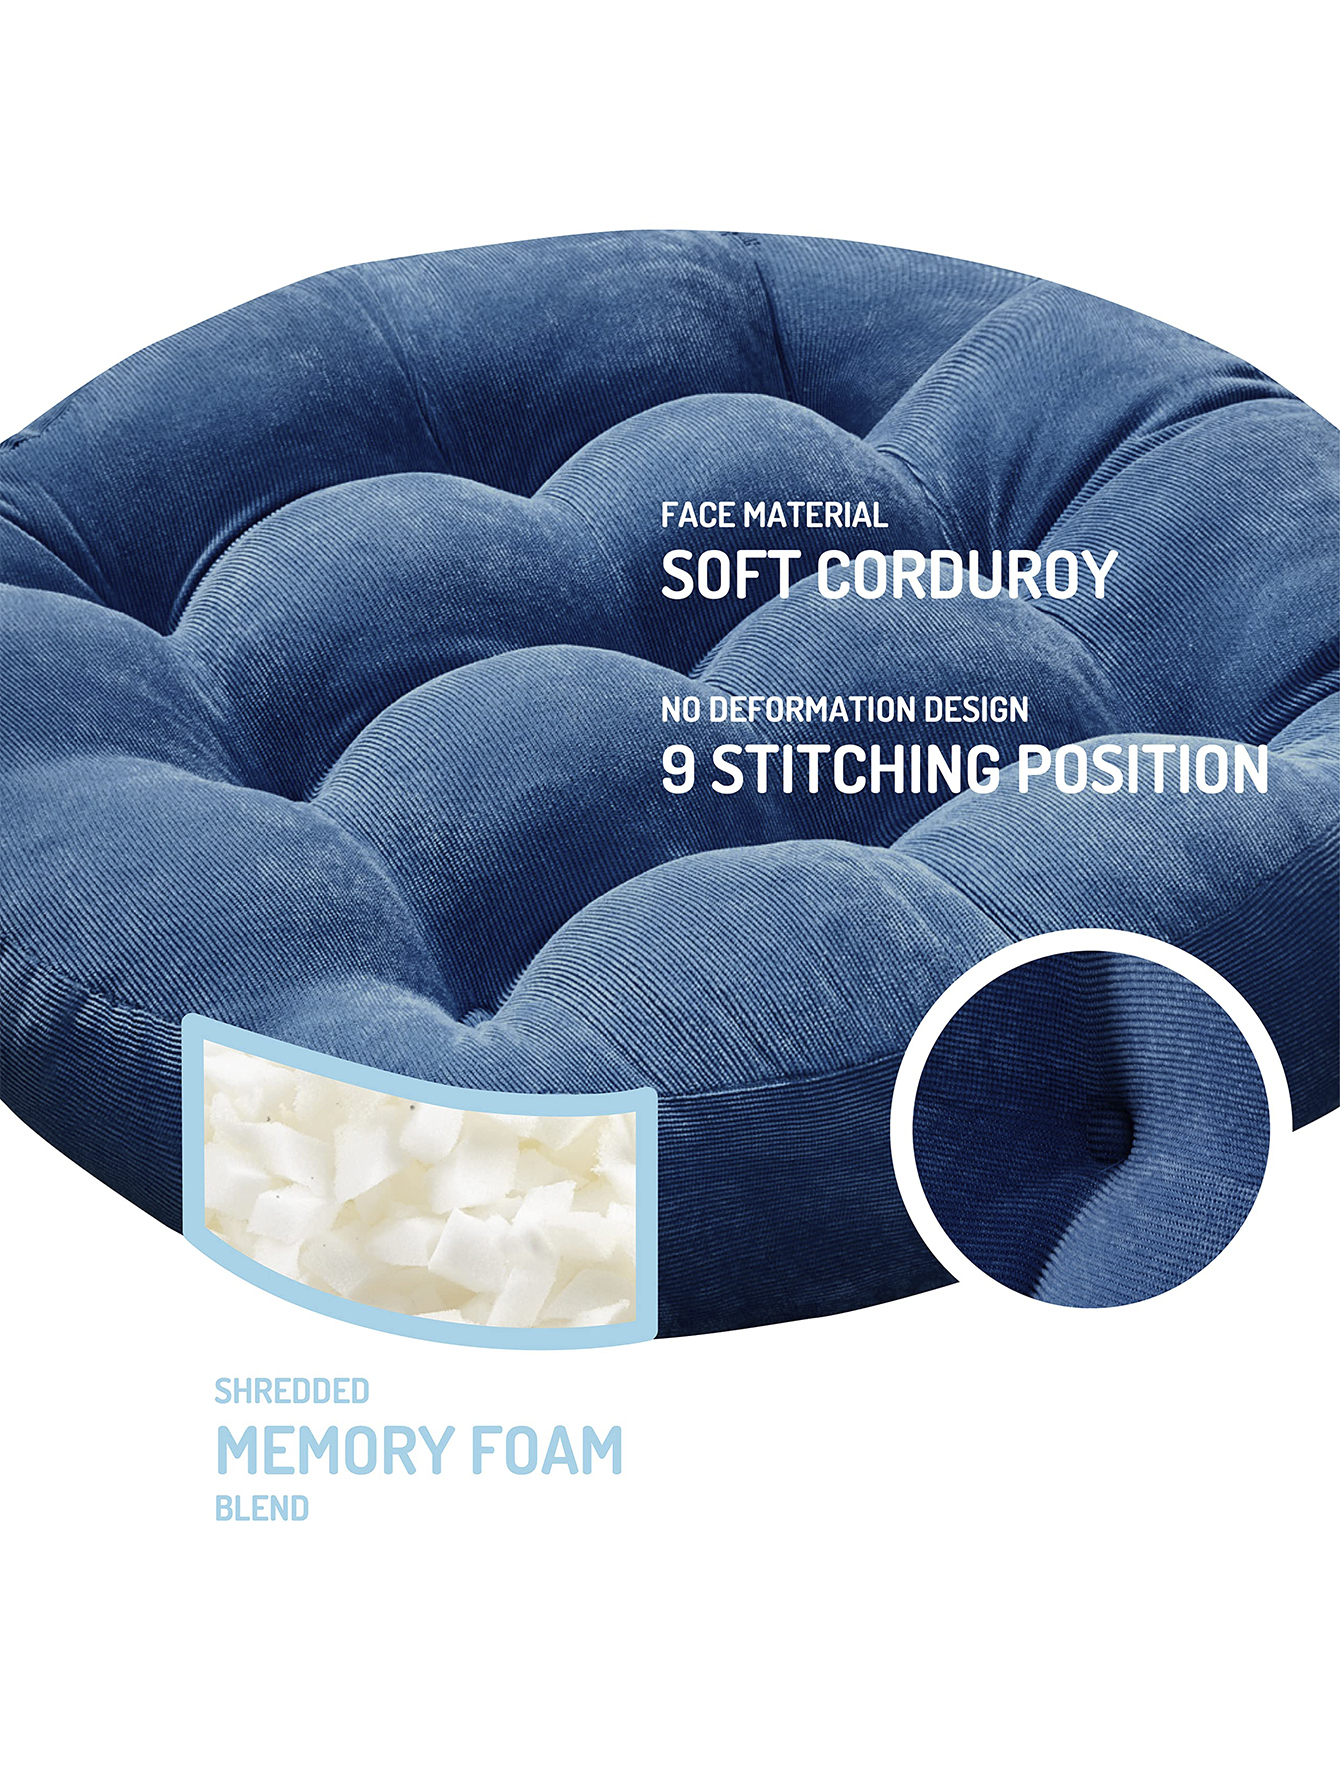 FACE MATERIAL
SOFT CORDUROY
NO DEFORMATION DESIGN
9 STITCHING POSITION
SHREDDED
MEMORY FOAM
BLEND